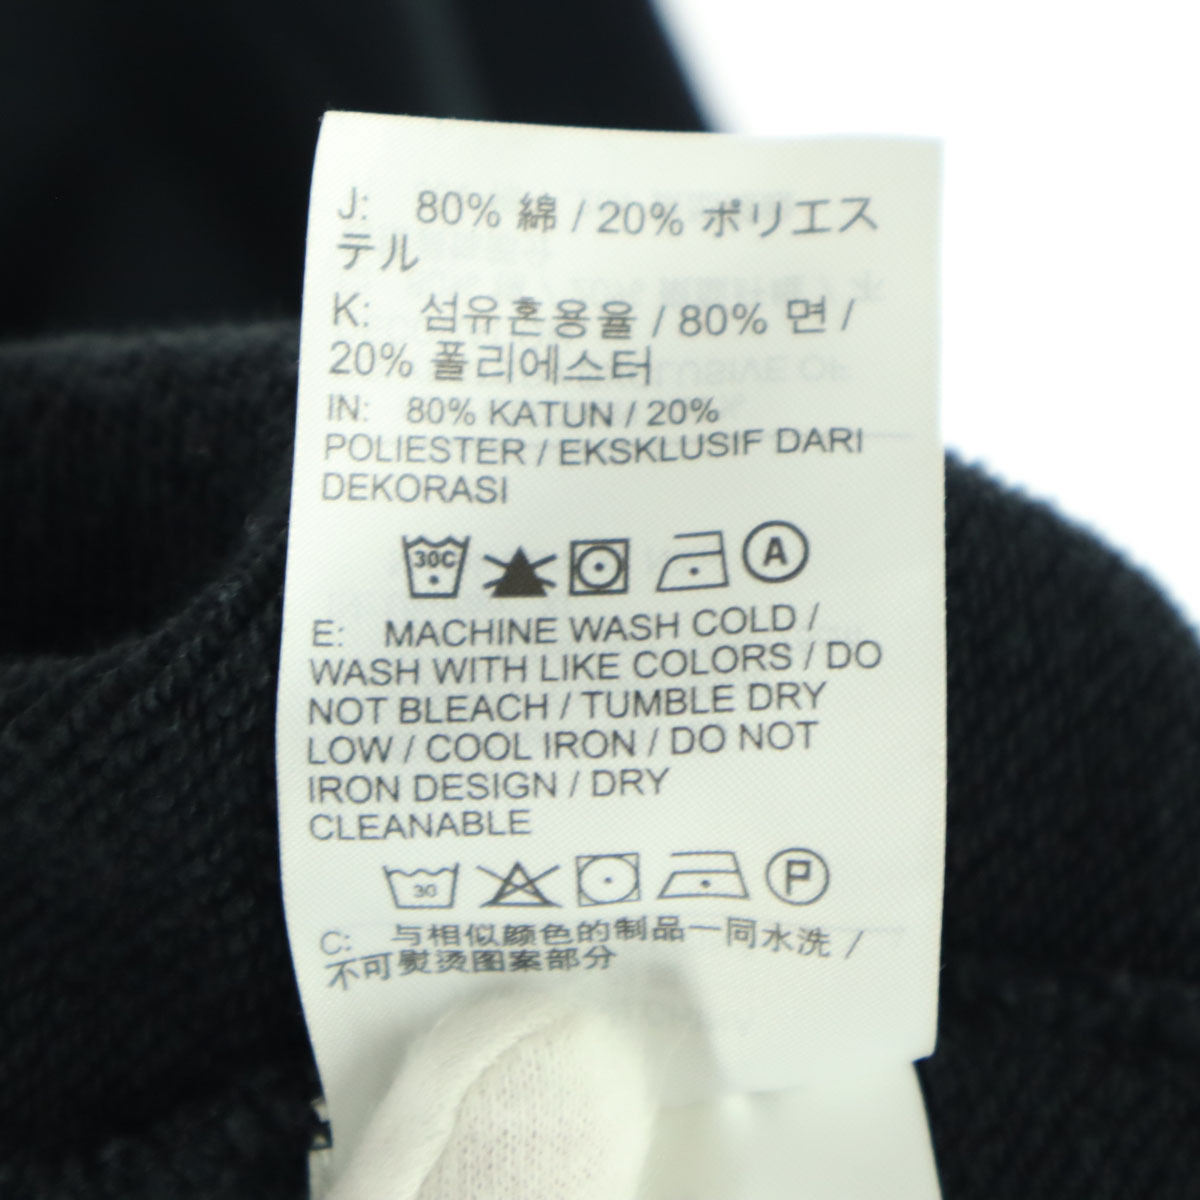 J: 80% 綿 / 20% ポリエス
テル
K: 섬유혼용율 / 80% 면 /
20% 폴리에스터
IN: 80% KATUN / 20%
POLIESTER / EKSKLUSIF DARI
DEKORASI
30C A
E: MACHINE WASH COLD /
WASH WITH LIKE COLORS / DO
NOT BLEACH / TUMBLE DRY
LOW / COOL IRON / DO NOT
IRON DESIGN / DRY
CLEANABLE
30 P
C: 与相似颜色的制品一同水洗 /
不可熨烫图案部分